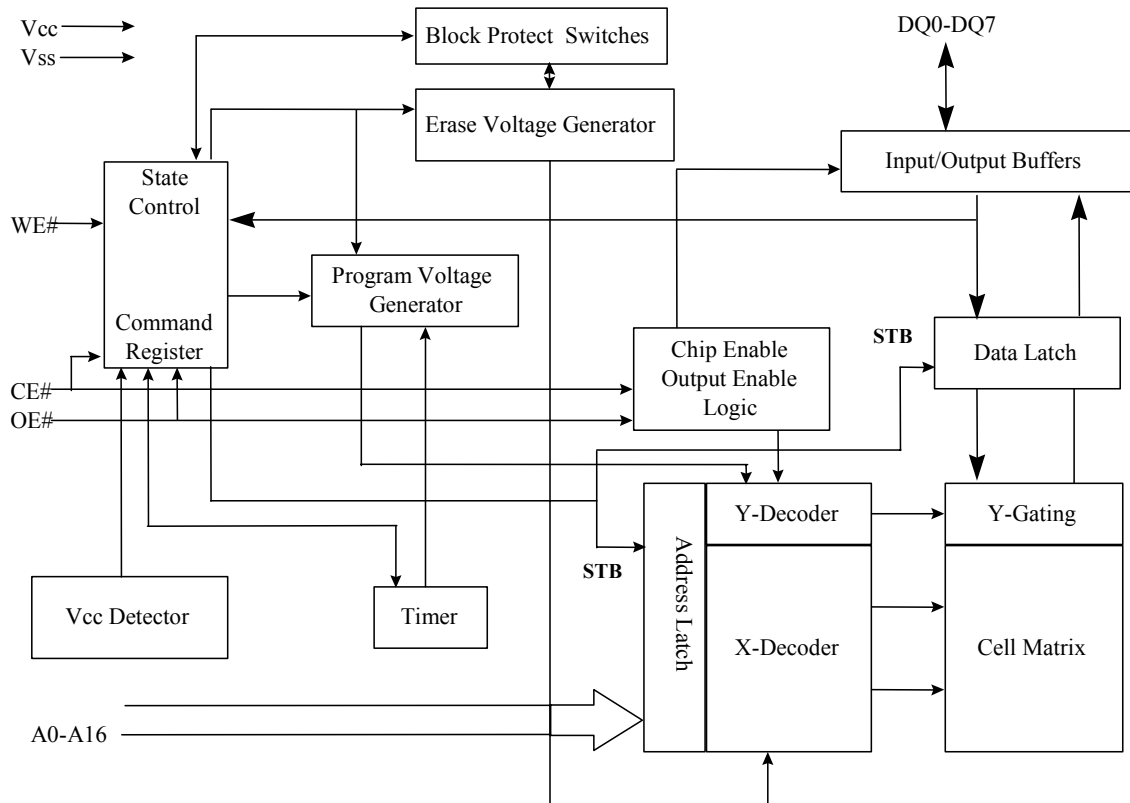 Vcc
Vss
Block Protect Switches
DQ0-DQ7
Erase Voltage Generator
Input/Output Buffers
State
Control
WE#
Program Voltage
Generator
Command
Register
STB
Data Latch
Chip Enable
Output Enable
Logic
CE#
OE#
Y-Decoder
Y-Gating
STB
Address Latch
Vcc Detector
Timer
X-Decoder
Cell Matrix
A0-A16